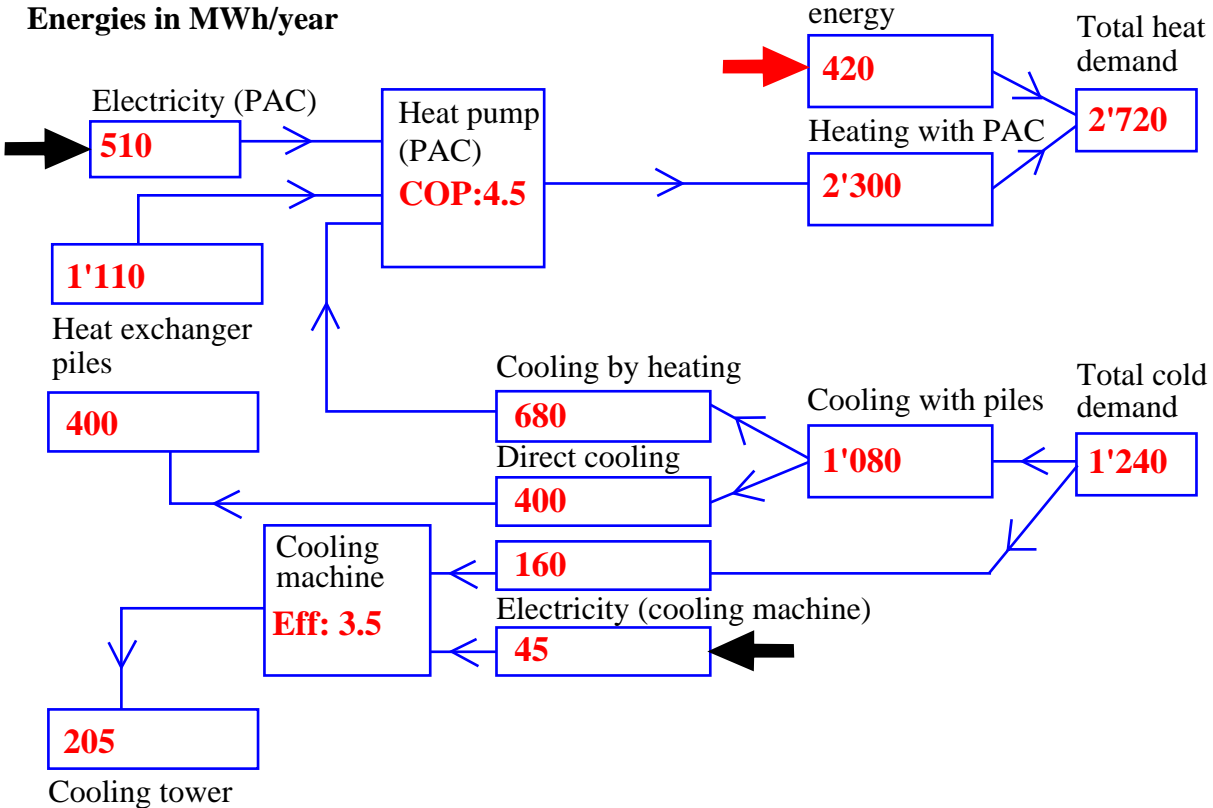 Energies in MWh/year
energy
420
Total heat
demand
2'720
Electricity (PAC)
510
Heat pump
(PAC)
COP:4.5
Heating with PAC
2'300
1'110
Heat exchanger
piles
400
Cooling by heating
680
Direct cooling
400
Cooling with piles
1'080
Total cold
demand
1'240
Cooling
machine
Eff: 3.5
160
Electricity (cooling machine)
45
205
Cooling tower